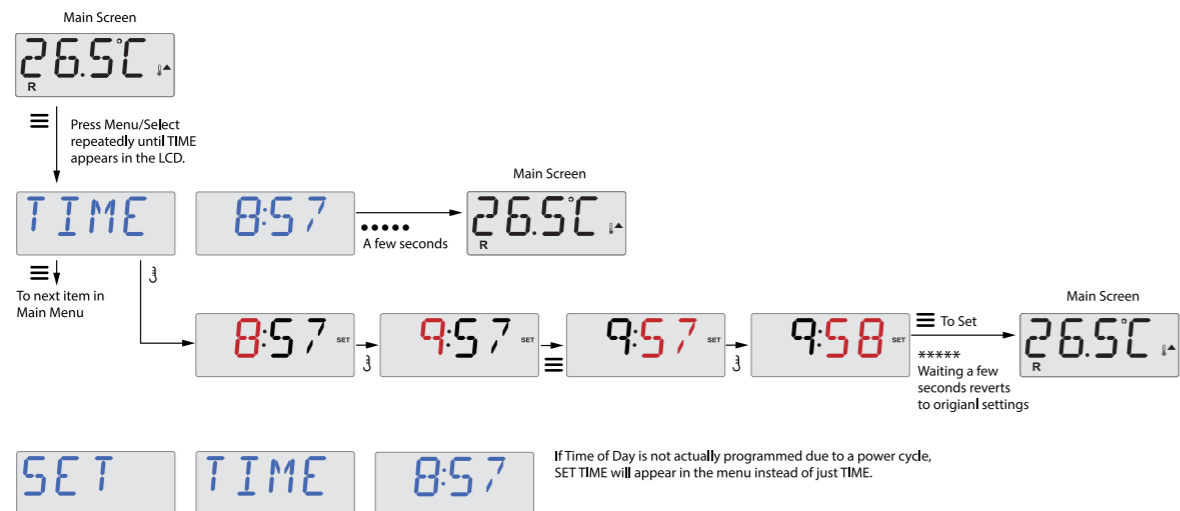 Main Screen
26.5°C
R
Press Menu/Select
repeatedly until TIME
appears in the LCD.
TIME
8:57
A few seconds
Main Screen
26.5°C
R
To next item in
Main Menu
8:57 SET
9:57 SET
9:57 SET
9:58 SET
To Set
*****
Waiting a few
seconds reverts
to origianl settings
Main Screen
26.5°C
R
SET
TIME
8:57
If Time of Day is not actually programmed due to a power cycle,
SET TIME will appear in the menu instead of just TIME.